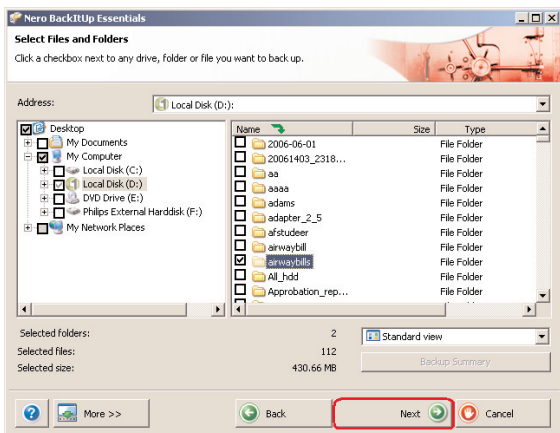 Nero BackItUp Essentials
Select Files and Folders
Click a checkbox next to any drive, folder or file you want to back up.
Address: Local Disk (D:):
Desktop
My Documents
My Computer
Local Disk (C:)
Local Disk (D:)
DVD Drive (E:)
Philips External Harddisk (F:)
My Network Places
Name Size Type
2006-06-01 File Folder
20061403_2318... File Folder
aa File Folder
aaaa File Folder
adams File Folder
adapter_2_5 File Folder
afstudeer File Folder
airwaybill File Folder
airwaybills File Folder
All_hdd File Folder
Approbation_rep... File Folder
Selected folders: 2 Standard view
Selected files: 112
Selected size: 430.66 MB Backup Summary
? More >> Back Next Cancel